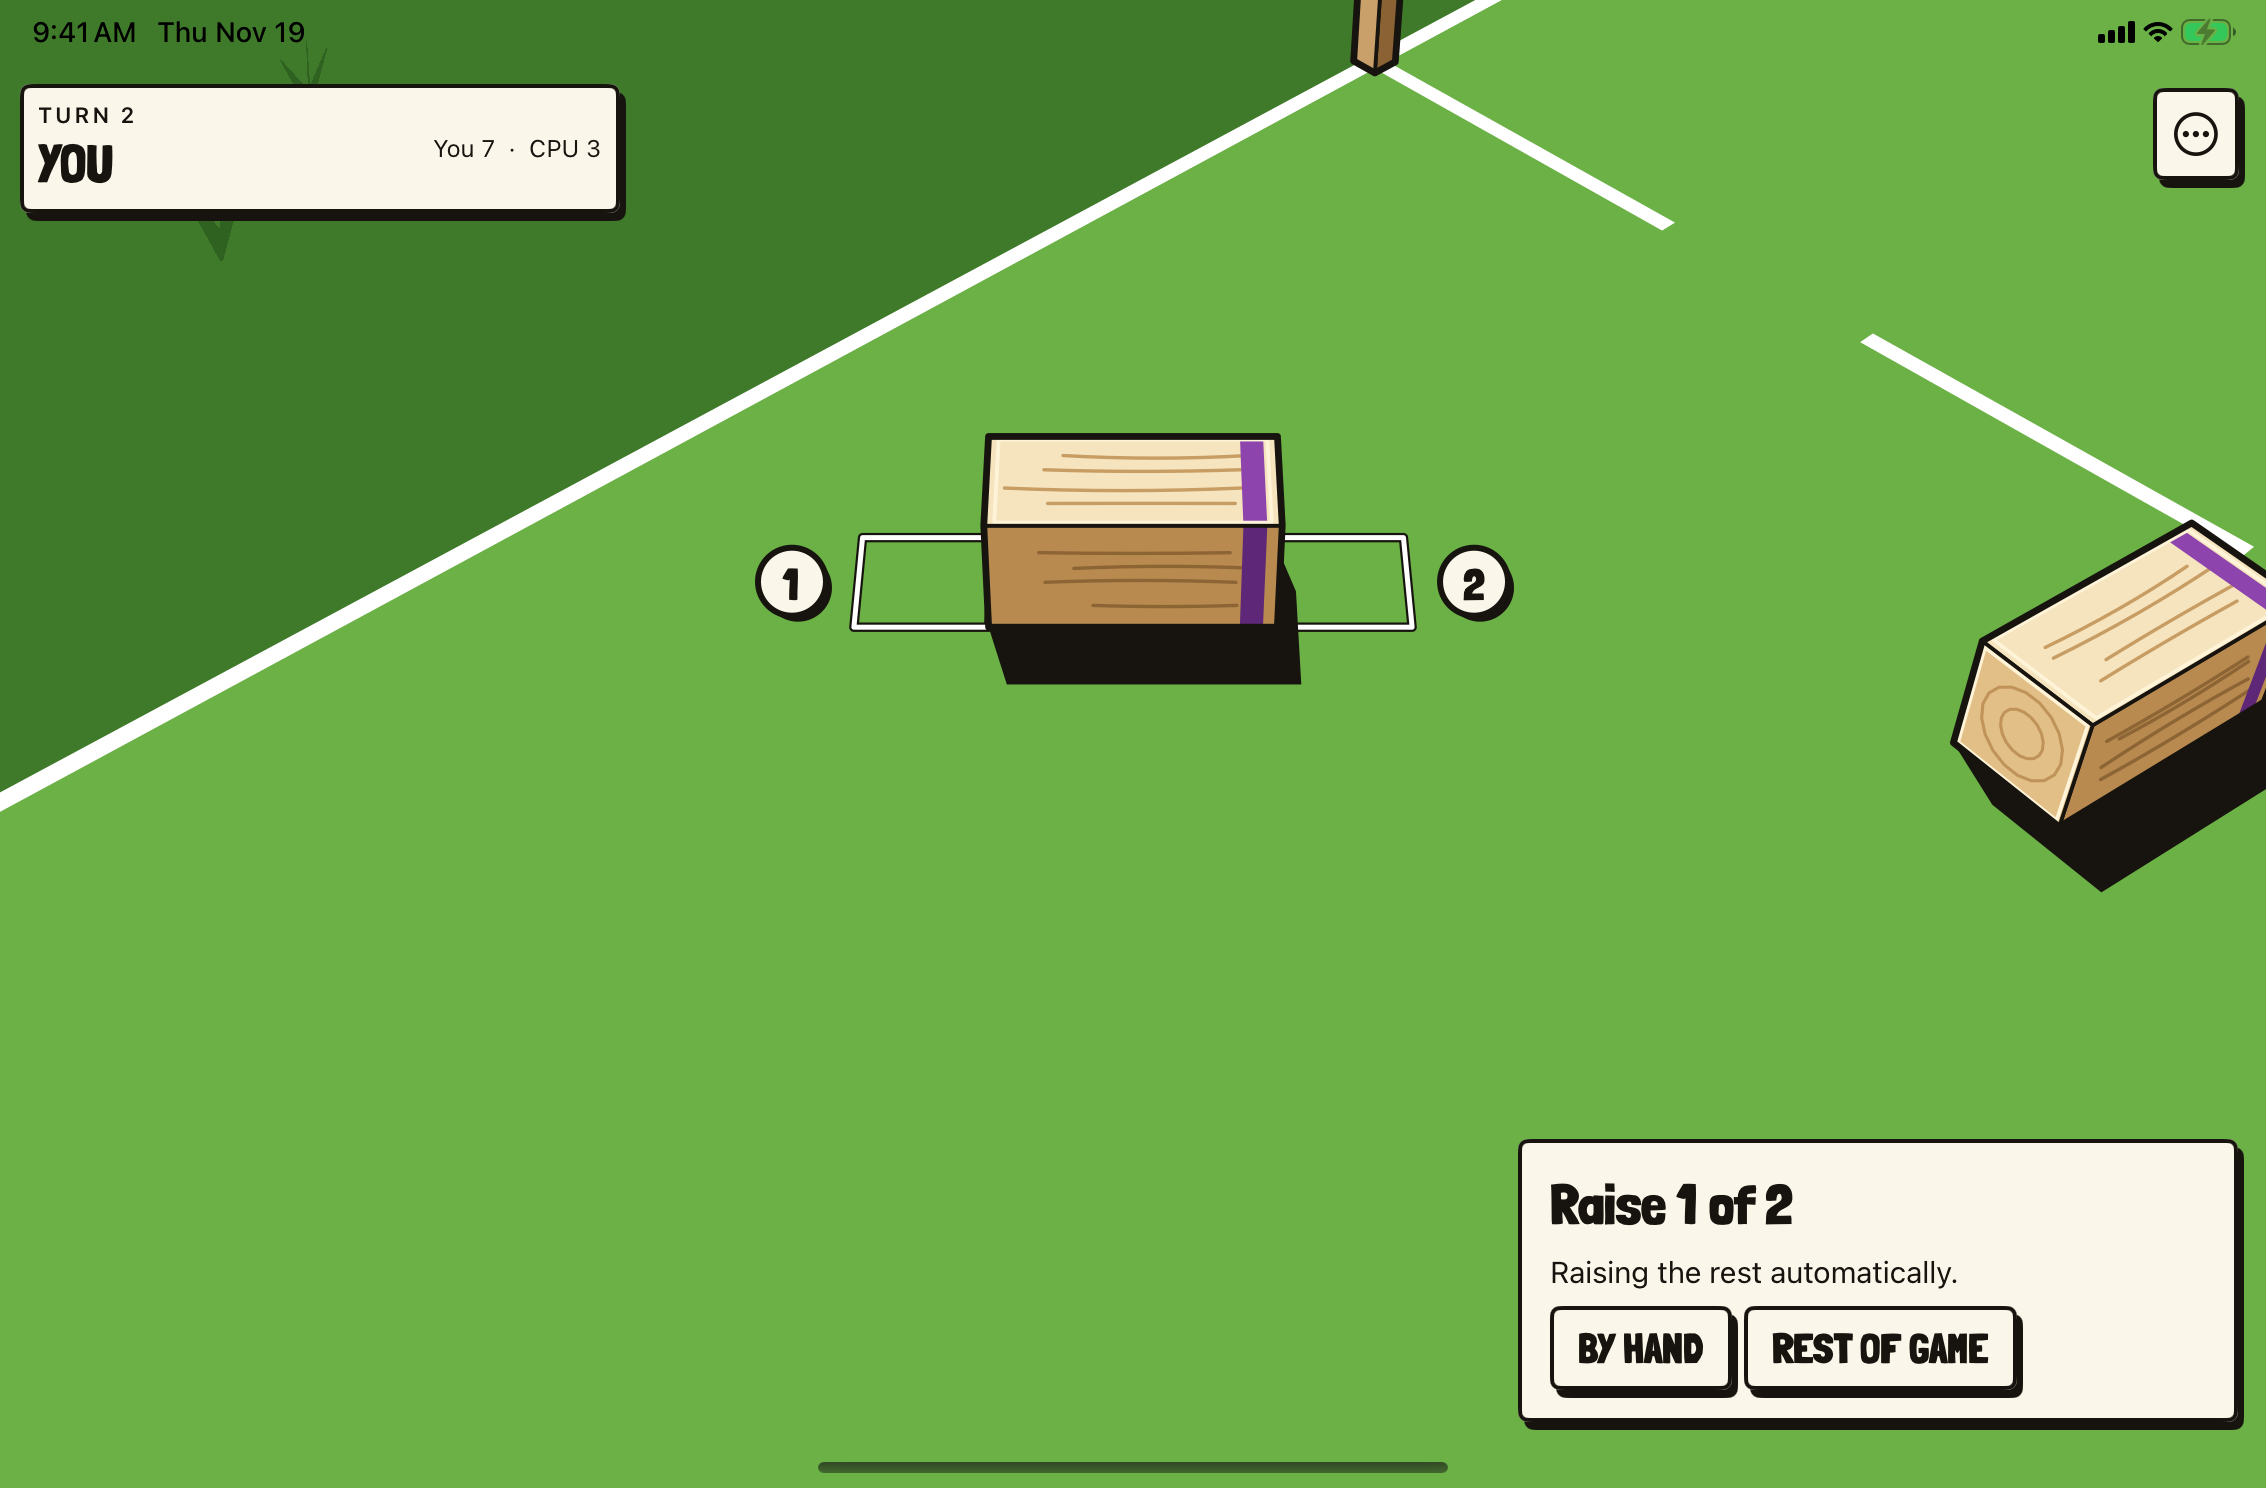 9:41 AM Thu Nov 19
TURN 2
YOU
You 7 · CPU 3
1
2
Raise 1 of 2
Raising the rest automatically.
BY HAND
REST OF GAME